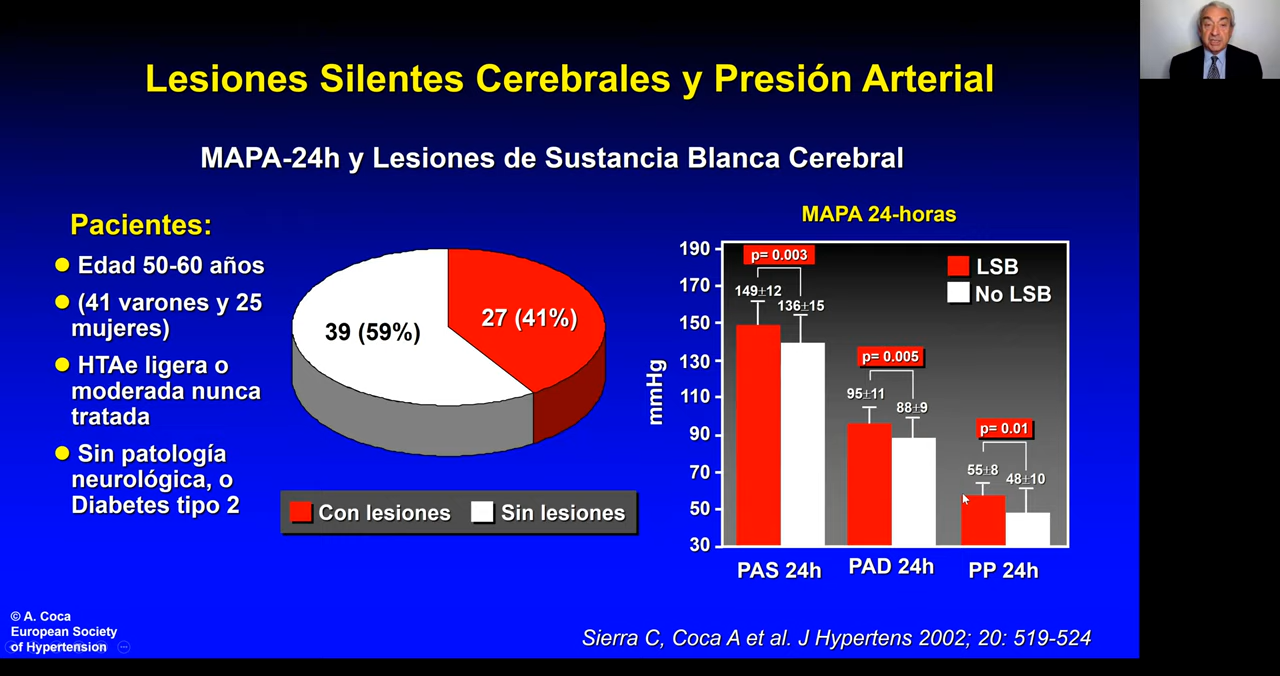 Lesiones Silentes Cerebrales y Presión Arterial
MAPA-24h y Lesiones de Sustancia Blanca Cerebral
Pacientes:
Edad 50-60 años
(41 varones y 25
mujeres)
HTAe ligera o
moderada nunca
tratada
Sin patología
neurológica, o
Diabetes tipo 2
39 (59%)
27 (41%)
Con lesiones
Sin lesiones
MAPA 24-horas
mmHg
190
170
150
130
110
90
70
50
30
p= 0.003
149±12
136±15
p= 0.005
95±11
88±9
p= 0.01
55±8
48±10
LSB
No LSB
PAS 24h
PAD 24h
PP 24h
© A. Coca
European Society
of Hypertension
Sierra C, Coca A et al. J Hypertens 2002; 20: 519-524